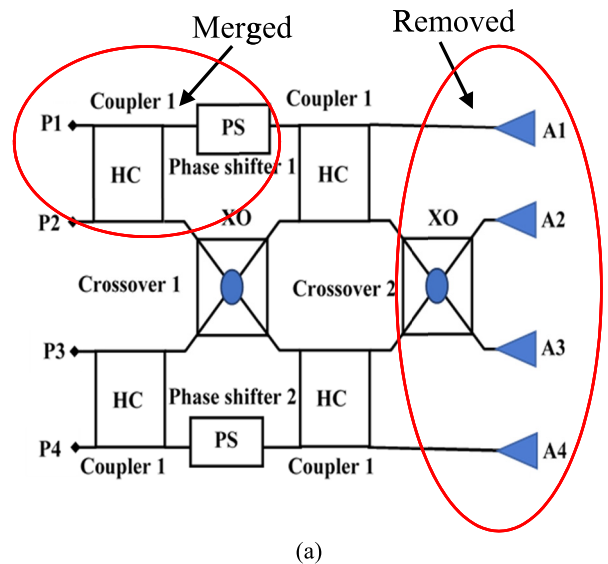 Merged
Removed
Coupler 1
Coupler 1
P1
PS
A1
HC
Phase shifter 1
HC
P2
XO
XO
A2
Crossover 1
Crossover 2
P3
A3
HC
Phase shifter 2
HC
P4
PS
A4
Coupler 1
Coupler 1
(a)